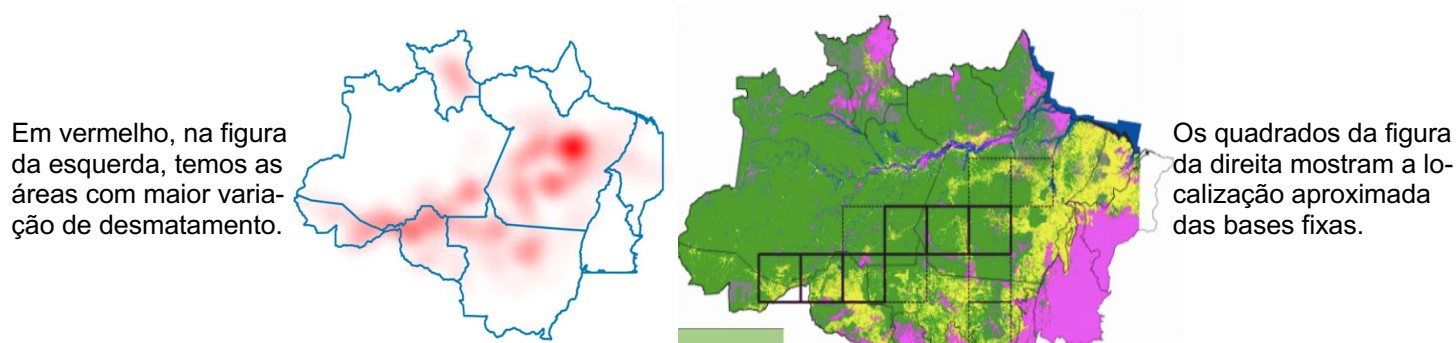 Em vermelho, na figura
da esquerda, temos as
áreas com maior varia-
ção de desmatamento.
Os quadrados da figura
da direita mostram a lo-
calização aproximada
das bases fixas.